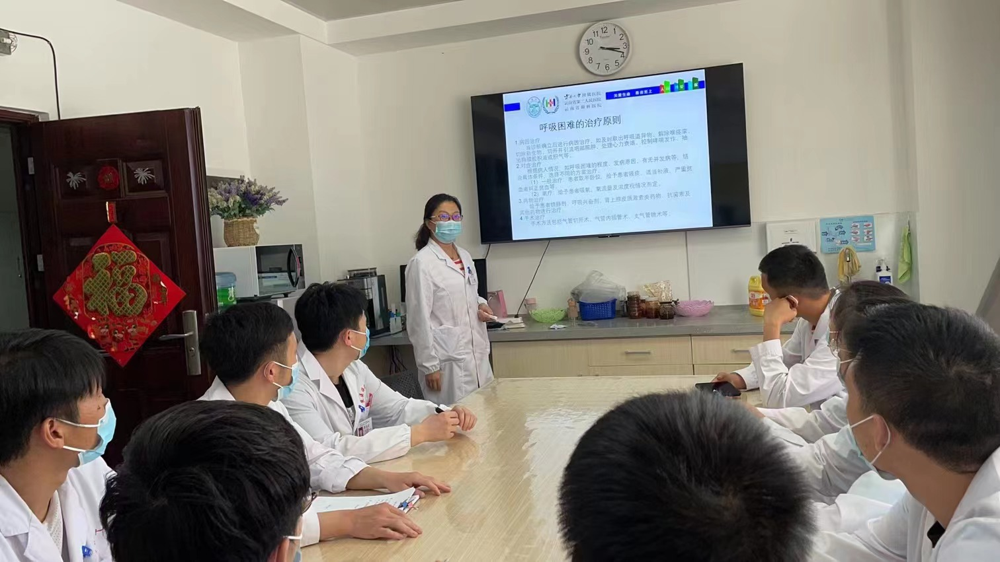 12
1
2
3
4
5
6
7
8
9
10
11
云南大学附属医院
云南省第二人民医院
云南省眼科医院
关爱生命 患者至上
呼吸困难的治疗原则
1.病因治疗
当诊断确立后进行病因治疗，如及时取出呼吸道异物、解除喉痉挛、
切除新生物、切开并引流咽部脓肿、处理心力衰竭、控制哮喘发作、抽
出胸膜腔积液或积气等。
2.对症治疗
根据病人情况，如呼吸困难的程度、发病原因、有无并发病等，结
合具体条件，选择不同的方案治疗。
（1）一般治疗：患者取半卧位，给予患者吸痰，适当补液，严重贫
血者纠正贫血等。
（2）氧疗：给予患者吸氧，氧流量及浓度视情况而定。
3.药物治疗
给予患者镇静剂、呼吸兴奋剂、肾上腺皮质激素类药物、抗菌素及
其他药物进行治疗。
4.手术治疗
手术方法包括气管切开术、气管内插管术、支气管镜术等。
福